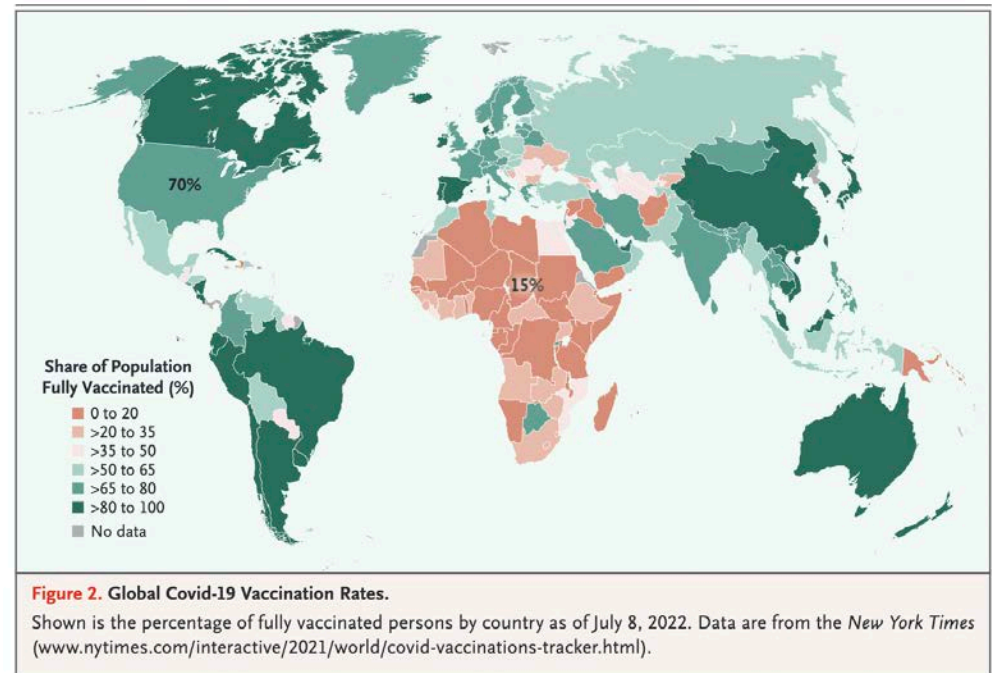 70%
15%
Share of Population
Fully Vaccinated (%)
0 to 20
>20 to 35
>35 to 50
>50 to 65
>65 to 80
>80 to 100
No data
Figure 2. Global Covid-19 Vaccination Rates.
Shown is the percentage of fully vaccinated persons by country as of July 8, 2022. Data are from the New York Times
(www.nytimes.com/interactive/2021/world/covid-vaccinations-tracker.html).